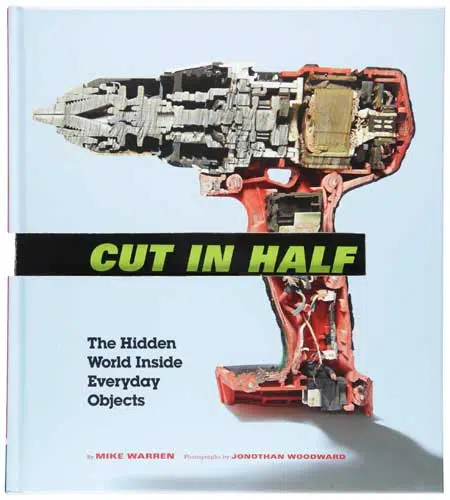 CUT IN HALF
The Hidden
World Inside
Everyday
Objects
By MIKE WARREN Photographs by JONOTHAN WOODWARD